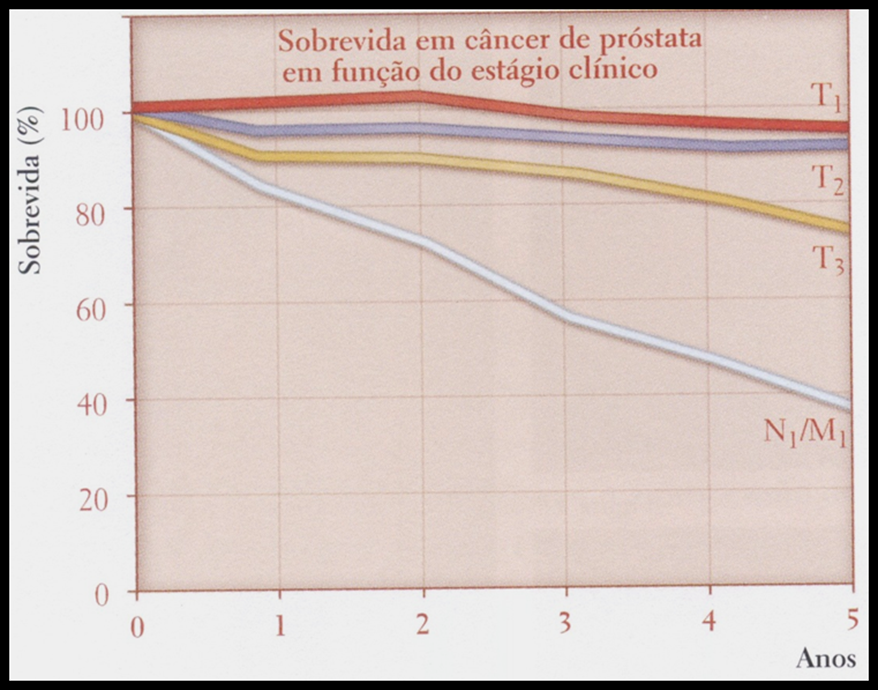 Sobrevida em câncer de próstata
em função do estágio clínico
Sobrevida (%)
100
80
60
40
20
0
T1
T2
T3
N1/M1
0 1 2 3 4 5
Anos